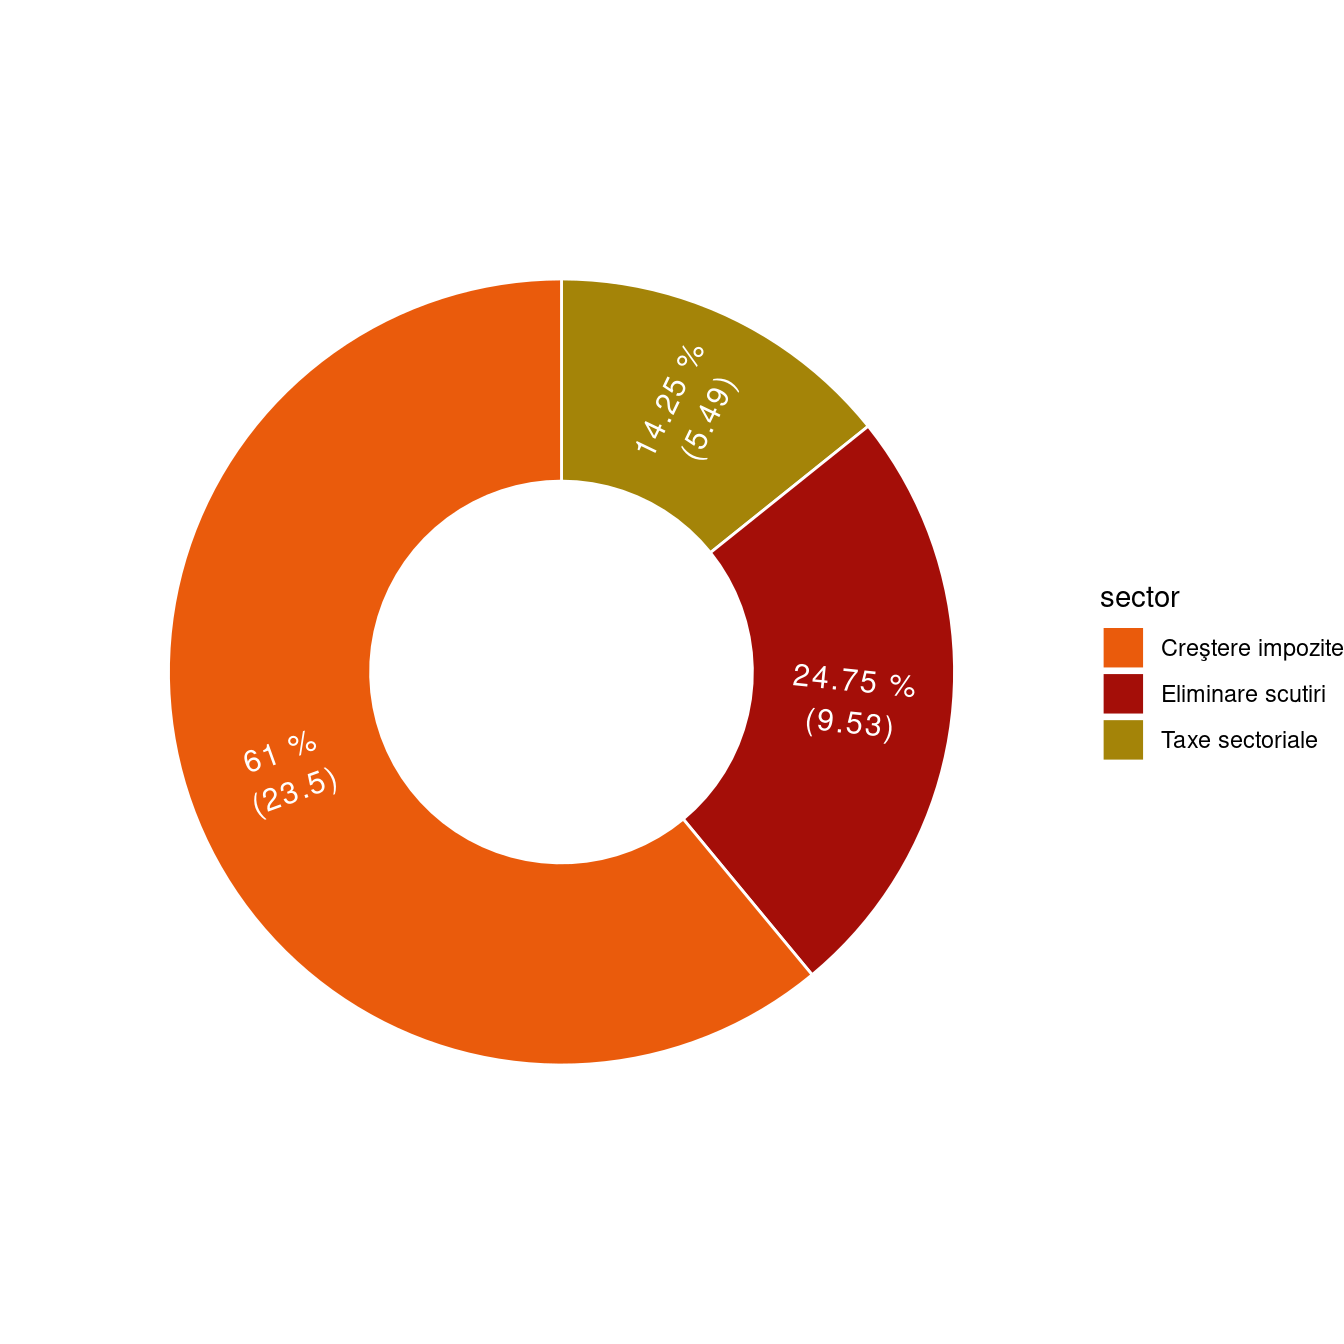 14.25 %
(5.49)
24.75 %
(9.53)
61 %
(23.5)
sector
Creştere impozite
Eliminare scutiri
Taxe sectoriale